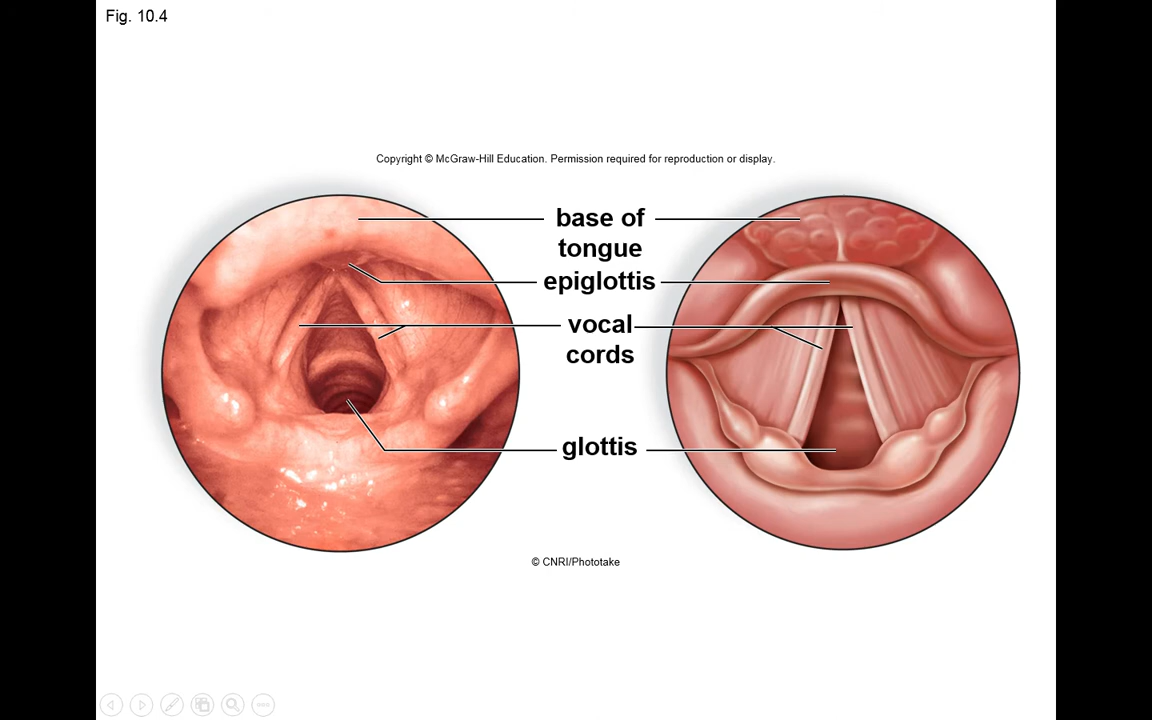 Fig. 10.4
Copyright © McGraw-Hill Education. Permission required for reproduction or display.
base of
tongue
epiglottis
vocal
cords
glottis
© CNRI/Phototake